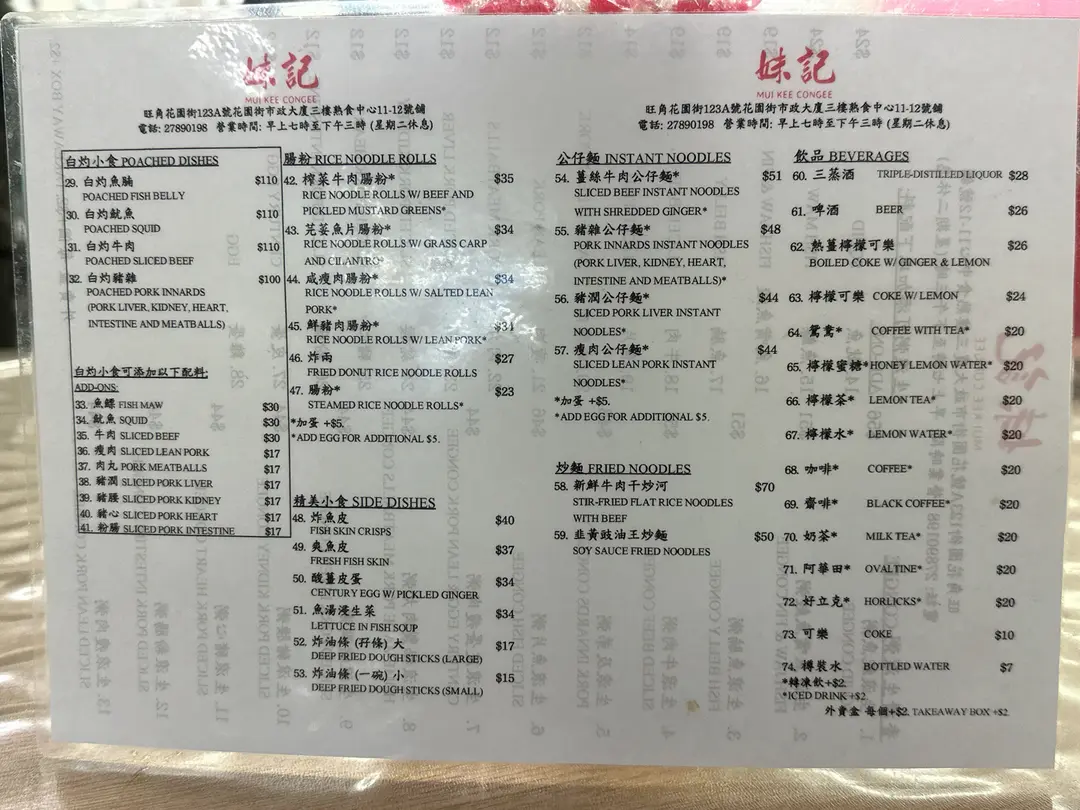 妹記
MUI KEE CONGEE
旺角花園街123A號花園街市政大廈三樓熟食中心11-12號舖
電話: 27890198 營業時間: 早上七時至下午三時 (星期二休息)
白灼小食 POACHED DISHES
29. 白灼魚腩 $110
POACHED FISH BELLY
30. 白灼魷魚 $110
POACHED SQUID
31. 白灼牛肉 $110
POACHED SLICED BEEF
32. 白灼豬雜 $100
POACHED PORK INNARDS
(PORK LIVER, KIDNEY, HEART,
INTESTINE AND MEATBALLS)
白灼小食可添加以下配料:
ADD-ONS:
33. 魚鰾 FISH MAW $30
34. 魷魚 SQUID $30
35. 牛肉 SLICED BEEF $30
36. 瘦肉 SLICED LEAN PORK $17
37. 肉丸 PORK MEATBALLS $17
38. 豬潤 SLICED PORK LIVER $17
39. 豬腰 SLICED PORK KIDNEY $17
40. 豬心 SLICED PORK HEART $17
41. 粉腸 SLICED PORK INTESTINE $17
腸粉 RICE NOODLE ROLLS
42. 榨菜牛肉腸粉* $35
RICE NOODLE ROLLS W/ BEEF AND
PICKLED MUSTARD GREENS*
43. 芫荽魚片腸粉* $34
RICE NOODLE ROLLS W/ GRASS CARP
AND CILANTRO*
44. 咸瘦肉腸粉* $34
RICE NOODLE ROLLS W/ SALTED LEAN
PORK*
45. 鮮豬肉腸粉* $34
RICE NOODLE ROLLS W/ LEAN PORK*
46. 炸兩 $27
FRIED DONUT RICE NOODLE ROLLS
47. 腸粉* $23
STEAMED RICE NOODLE ROLLS*
*加蛋 +$5.
*ADD EGG FOR ADDITIONAL $5.
精美小食 SIDE DISHES
48. 炸魚皮 $40
FISH SKIN CRISPS
49. 爽魚皮 $37
FRESH FISH SKIN
50. 酸薑皮蛋 $34
CENTURY EGG W/ PICKLED GINGER
51. 魚湯浸生菜 $34
LETTUCE IN FISH SOUP
52. 炸油條 (孖條) 大 $17
DEEP FRIED DOUGH STICKS (LARGE)
53. 炸油條 (一碗) 小 $15
DEEP FRIED DOUGH STICKS (SMALL)
妹記
MUI KEE CONGEE
旺角花園街123A號花園街市政大廈三樓熟食中心11-12號舖
電話: 27890198 營業時間: 早上七時至下午三時 (星期二休息)
公仔麵 INSTANT NOODLES
54. 薑絲牛肉公仔麵* $51
SLICED BEEF INSTANT NOODLES
WITH SHREDDED GINGER*
55. 豬雜公仔麵* $48
PORK INNARDS INSTANT NOODLES
(PORK LIVER, KIDNEY, HEART,
INTESTINE AND MEATBALLS)*
56. 豬潤公仔麵* $44
SLICED PORK LIVER INSTANT
NOODLES*
57. 瘦肉公仔麵* $44
SLICED LEAN PORK INSTANT
NOODLES*
*加蛋 +$5.
*ADD EGG FOR ADDITIONAL $5.
炒麵 FRIED NOODLES
58. 新鮮牛肉干炒河 $70
STIR-FRIED FLAT RICE NOODLES
WITH BEEF
59. 韭黃豉油王炒麵 $50
SOY SAUCE FRIED NOODLES
飲品 BEVERAGES
60. 三蒸酒 TRIPLE-DISTILLED LIQUOR $28
61. 啤酒 BEER $26
62. 熱薑檸檬可樂 $26
BOILED COKE W/ GINGER & LEMON
63. 檸檬可樂 COKE W/ LEMON $24
64. 鴛鴦* COFFEE WITH TEA* $20
65. 檸檬蜜糖* HONEY LEMON WATER* $20
66. 檸檬茶* LEMON TEA* $20
67. 檸檬水* LEMON WATER* $20
68. 咖啡* COFFEE* $20
69. 齋啡* BLACK COFFEE* $20
70. 奶茶* MILK TEA* $20
71. 阿華田* OVALTINE* $20
72. 好立克* HORLICKS* $20
73. 可樂 COKE $10
74. 樽裝水 BOTTLED WATER $7
*轉凍飲+$2.
*ICED DRINK +$2.
外賣盒 每個+$2. TAKEAWAY BOX +$2.